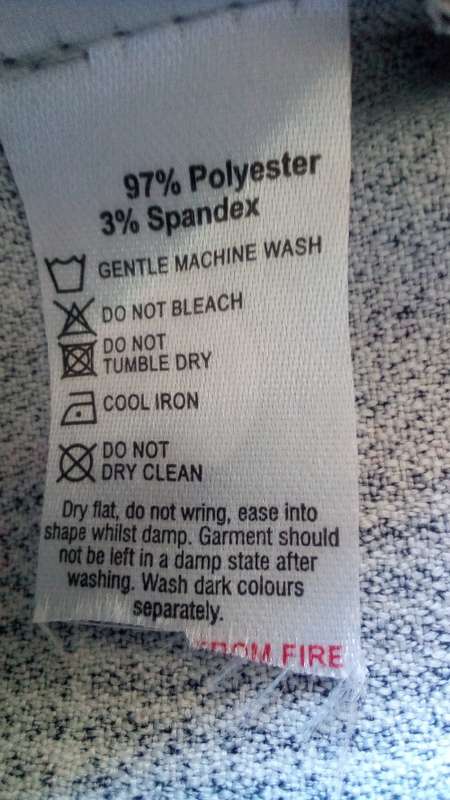 97% Polyester
3% Spandex
GENTLE MACHINE WASH
DO NOT BLEACH
DO NOT
TUMBLE DRY
COOL IRON
DO NOT
DRY CLEAN
Dry flat, do not wring, ease into
shape whilst damp. Garment should
not be left in a damp state after
washing. Wash dark colours
separately.
FROM FIRE